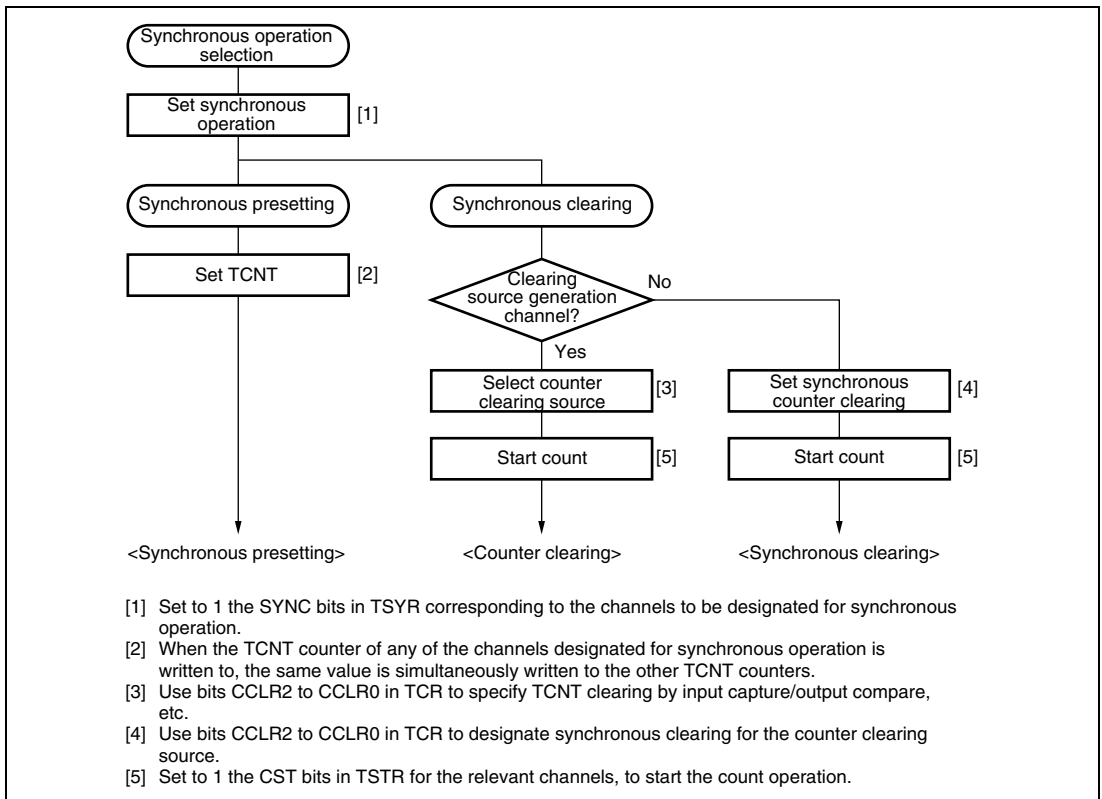 Synchronous operation
selection
Set synchronous
operation
[1]
Synchronous presetting
Synchronous clearing
Set TCNT
[2]
Clearing
source generation
channel?
No
Yes
Select counter
clearing source
[3]
Set synchronous
counter clearing
[4]
Start count
[5]
Start count
[5]
<Synchronous presetting>
<Counter clearing>
<Synchronous clearing>
[1] Set to 1 the SYNC bits in TSYR corresponding to the channels to be designated for synchronous
operation.
[2] When the TCNT counter of any of the channels designated for synchronous operation is
written to, the same value is simultaneously written to the other TCNT counters.
[3] Use bits CCLR2 to CCLR0 in TCR to specify TCNT clearing by input capture/output compare,
etc.
[4] Use bits CCLR2 to CCLR0 in TCR to designate synchronous clearing for the counter clearing
source.
[5] Set to 1 the CST bits in TSTR for the relevant channels, to start the count operation.